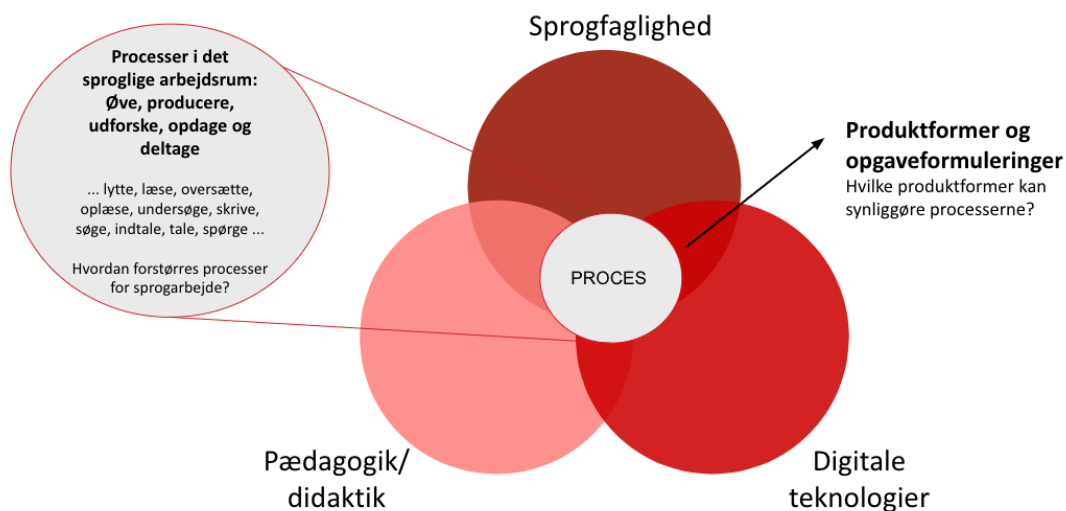 Sprogfaglighed
Processer i det
sproglige arbejdsrum:
Øve, producere,
udforske, opdage og
deltage
... lytte, læse, oversætte,
oplæse, undersøge, skrive,
søge, indtale, tale, spørge ...
Hvordan forstørres processer
for sprogarbejde?
Produktformer og
opgaveformuleringer
Hvilke produktformer kan
synliggøre processerne?
PROCES
Pædagogik/
didaktik
Digitale
teknologier